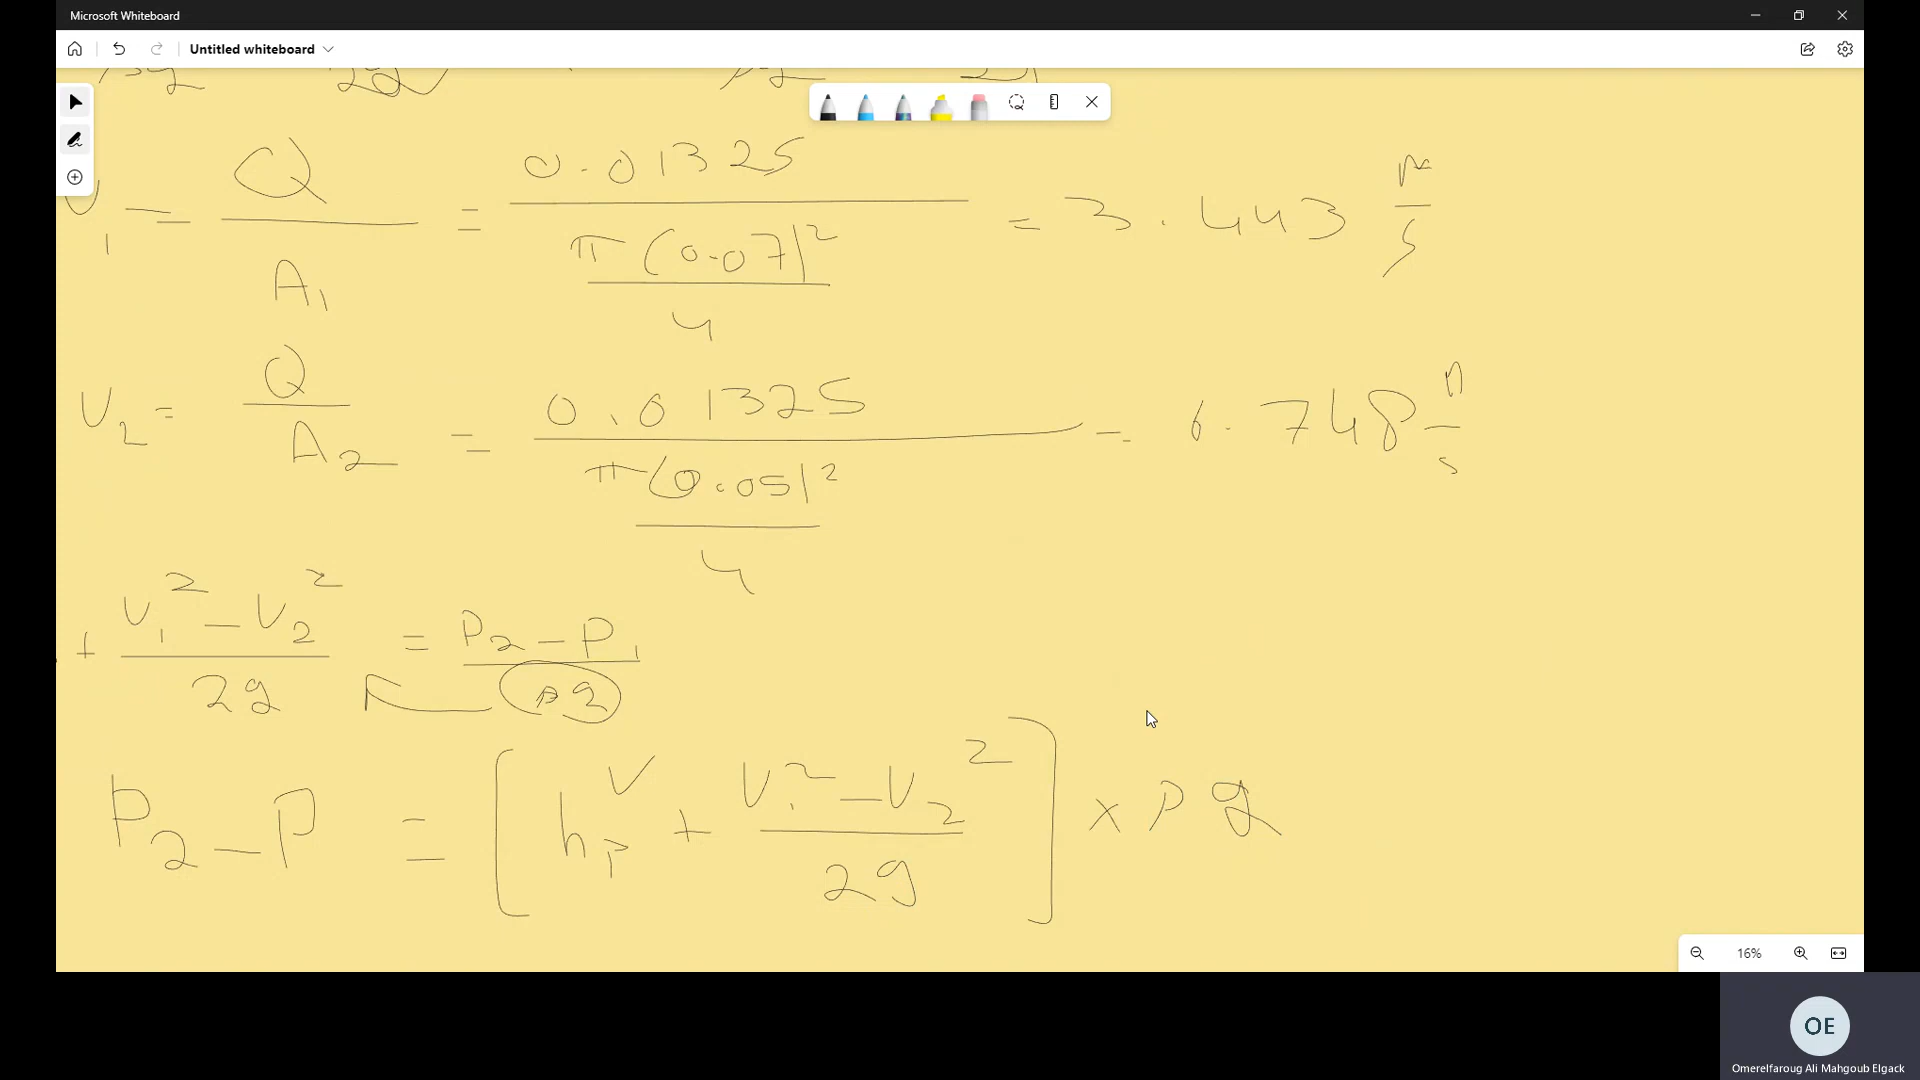 Microsoft Whiteboard
Untitled whiteboard
V₁ = Q / A₁ = 0.01325 / (π(0.07)² / 4) = 3.443 m/s
V₂ = Q / A₂ = 0.01325 / (π(0.05)² / 4) = 6.748 m/s
+ (V₁² - V₂²) / 2g = (P₂ - P₁) / ρg
P₂ - P = [hₚ + (V₁² - V₂²) / 2g] × ρg
16%
OE
Omerelfaroug Ali Mahgoub Elgack